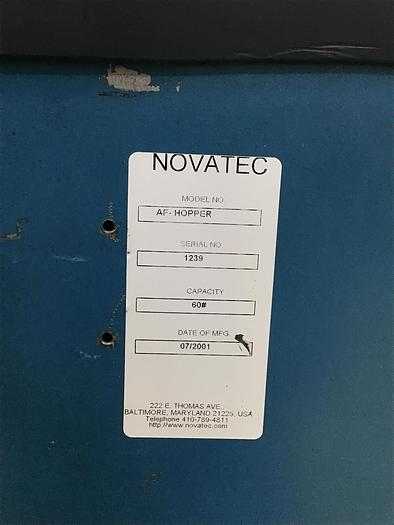 NOVATEC
MODEL NO
AF- HOPPER
SERIAL NO
1239
CAPACITY
60#
DATE OF MFG
07/2001
222 E. THOMAS AVE.
BALTIMORE, MARYLAND 21225, USA
Telephone 410-789-4811
http://www.novatec.com